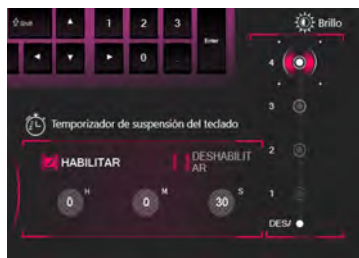 Shift 1 2 3 Brillo
Enter
0 .
4
3
Temporizador de suspensión del teclado
HABILITAR DESHABILIT
AR
2
0 H 0 M 30 S
1
DES/